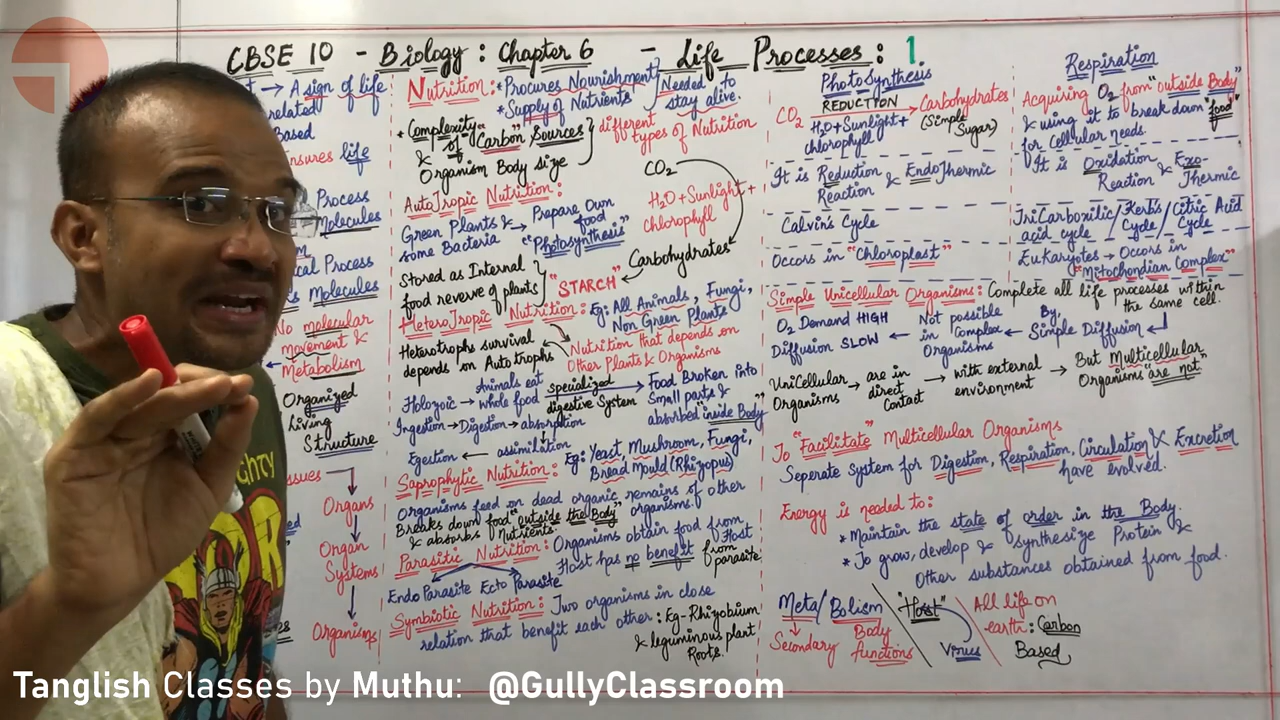 CBSE 10 - Biology : Chapter 6 - Life Processes : 1.
t → A sign of life
related
Based
Ensures life
Process
Molecules
cal Process
Molecules
No molecular
movement &
Metabolism
Organized
Living
Structure
ssues
Organs
Organ
Systems
Organisms
Nutrition : * Procures Nourishment
* Supply of Nutrients
Needed to
stay alive.
* Complexity of "Carbon" Sources
&
Organism Body size
different
types of Nutrition
AutoTropic Nutrition :
Green Plants &
some Bacteria → Prepare Own
food
"Photosynthesis"
CO2
H2O + Sunlight +
chlorophyll
Carbohydrates
Stored as Internal
food reverve of plants
"STARCH"
HeteroTropic Nutrition : Eg: All Animals, Fungi,
Non Green Plants
Heterotrophs survival
depends on Autotrophs
Nutrition that depends on
Other Plants & Organisms
Holozoic → Animals eat
whole food
specialized
digestive System
Food Broken into
Small parts &
absorbed inside Body"
Ingestion → Digestion → absorption
Egestion ← assimilation
Saprophytic Nutrition : Eg: Yeast, Mushroom, Fungi,
Bread Mould (Rhizopus)
Organisms feed on dead organic remains of other
organisms.
Breaks down food "outside the Body"
& absorbs Nutrients.
Parasitic Nutrition : Organisms obtain food from
Host
Host has no benefit from
parasite
Endo Parasite Ecto Parasite
Symbiotic Nutrition : Two organisms in close
relation that benefit each other : Eg - Rhizobium
& leguminous plant
Roots.
Photosynthesis
CO2 REDUCTION → Carbohydrates
(Simple
Sugar)
H2O + Sunlight +
chlorophyll
It is Reduction & EndoThermic
Reaction
Calvin's Cycle
Occurs in "Chloroplast"
Respiration
Acquiring O2 from "outside Body"
& using it to break down "food"
for Cellular needs.
It is Oxidation & Exo-
Reaction Thermic
TriCarboxilic / Kerb's / Citric Acid
acid cycle / Cycle / Cycle
Eukaryotes → Occurs in
"Mitochondian Complex"
Simple Unicellular Organisms : Complete all life processes within
the same cell.
O2 Demand HIGH
Diffusion SLOW ← Not possible
in Complex
Organisms ← By:
Simple Diffusion
UniCellular
Organisms → are in
direct
Contact → with external
environment → But Multicellular
Organisms "are not"
To "Facilitate" Multicellular Organisms
Seperate System for Digestion, Respiration, Circulation & Excretion
have evolved.
Energy is needed to :
* Maintain the state of order in the Body.
* To grow, develop & synthesize Protein &
Other substances obtained from food.
Meta / Bolism
Secondary Body
functions
"Host"
Virus
All life on
earth : Carbon
Based
Tanglish Classes by Muthu: @GullyClassroom